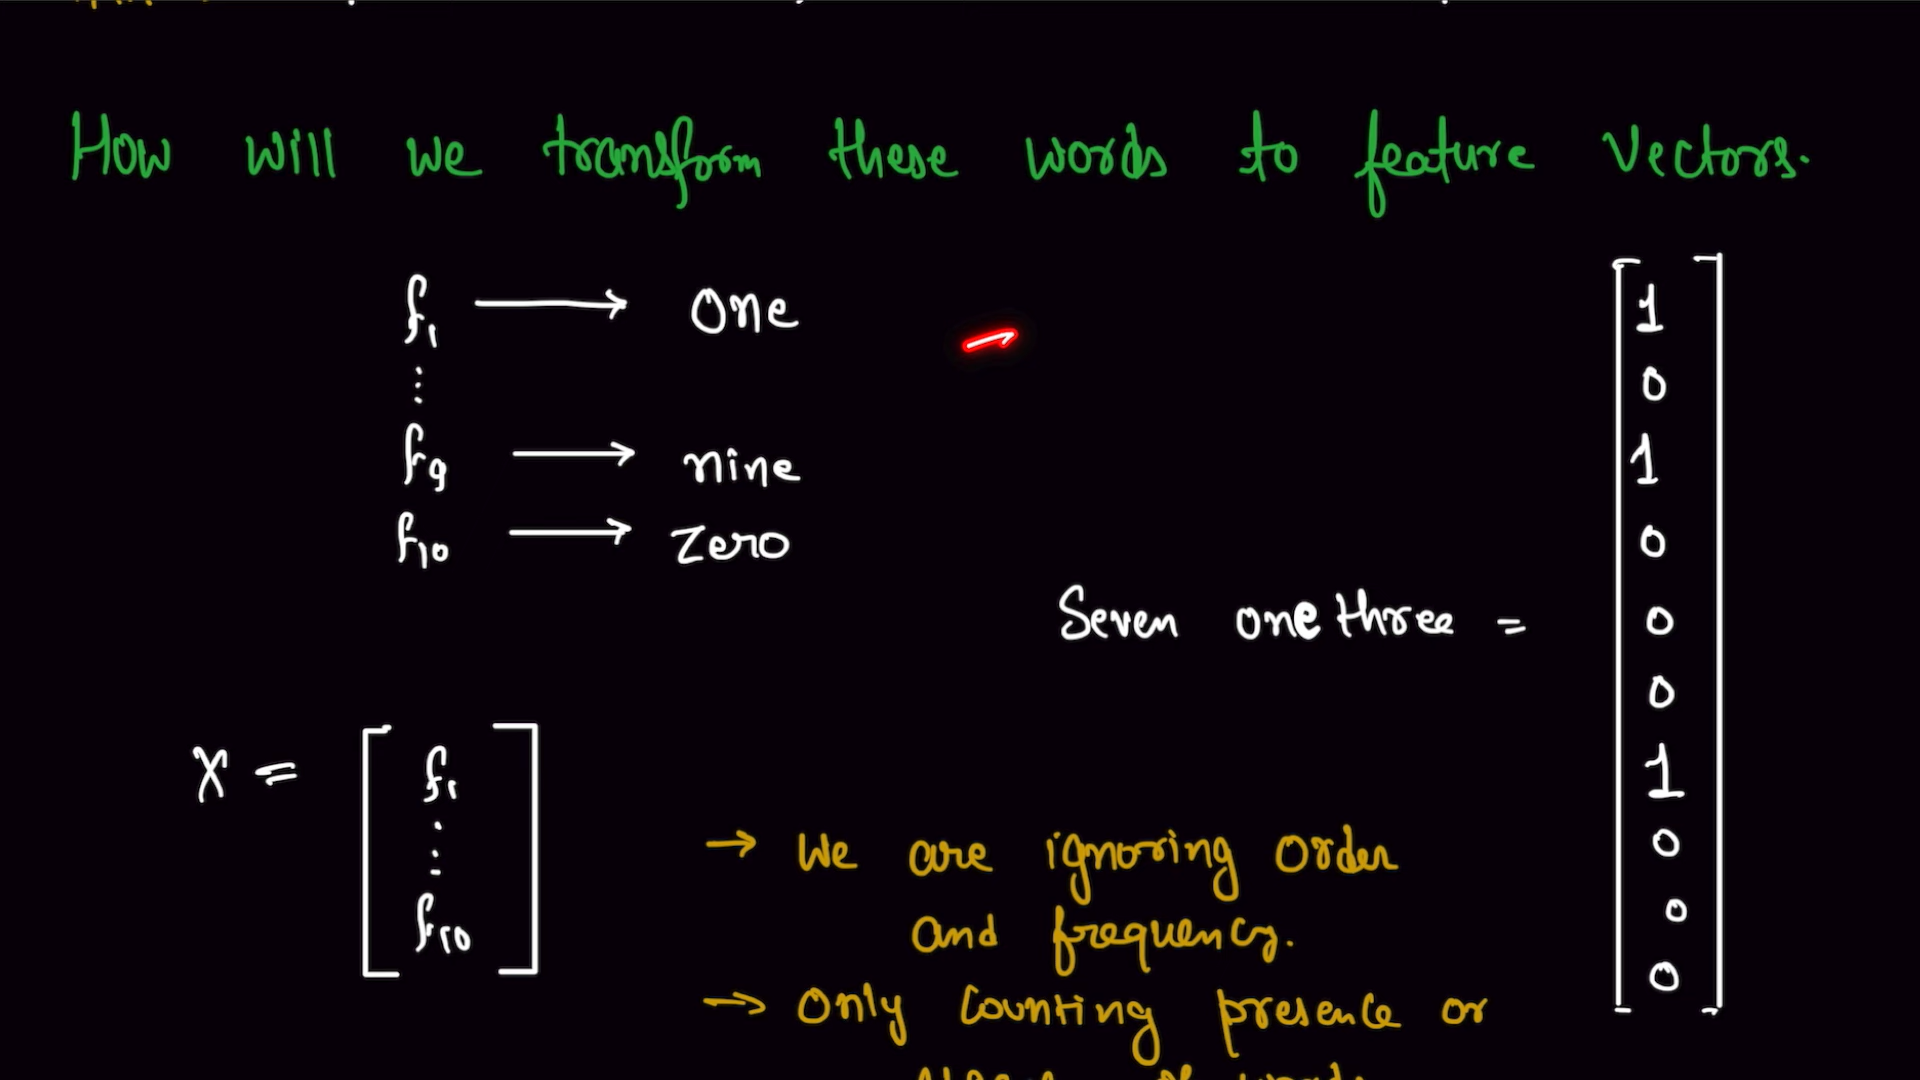 How will we transform these words to feature vectors.
f₁ → One
⋮
f₉ → nine
f₁₀ → Zero
Seven one three =
[1 0 1 0 0 0 1 0 0 0]
X = [f₁ ⋮ f₁₀]
→ We are ignoring order
and frequency.
→ Only counting presence or